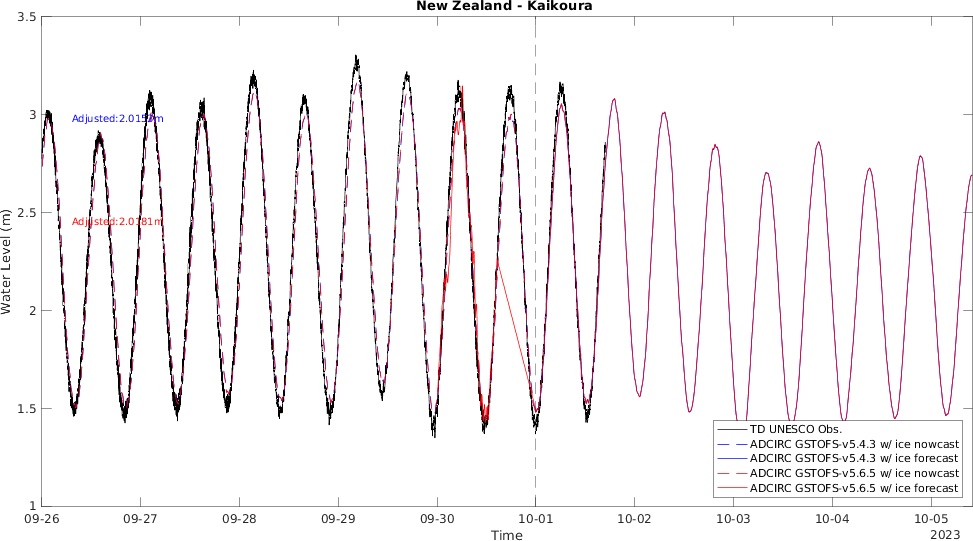 New Zealand - Kaikoura
3.5
3
2.5
2
1.5
1
Water Level (m)
Adjusted:2.0153m
Adjusted:2.0181m
TD UNESCO Obs.
ADCIRC GSTOFS-v5.4.3 w/ ice nowcast
ADCIRC GSTOFS-v5.4.3 w/ ice forecast
ADCIRC GSTOFS-v5.6.5 w/ ice nowcast
ADCIRC GSTOFS-v5.6.5 w/ ice forecast
09-26 09-27 09-28 09-29 09-30 10-01 10-02 10-03 10-04 10-05
Time
2023